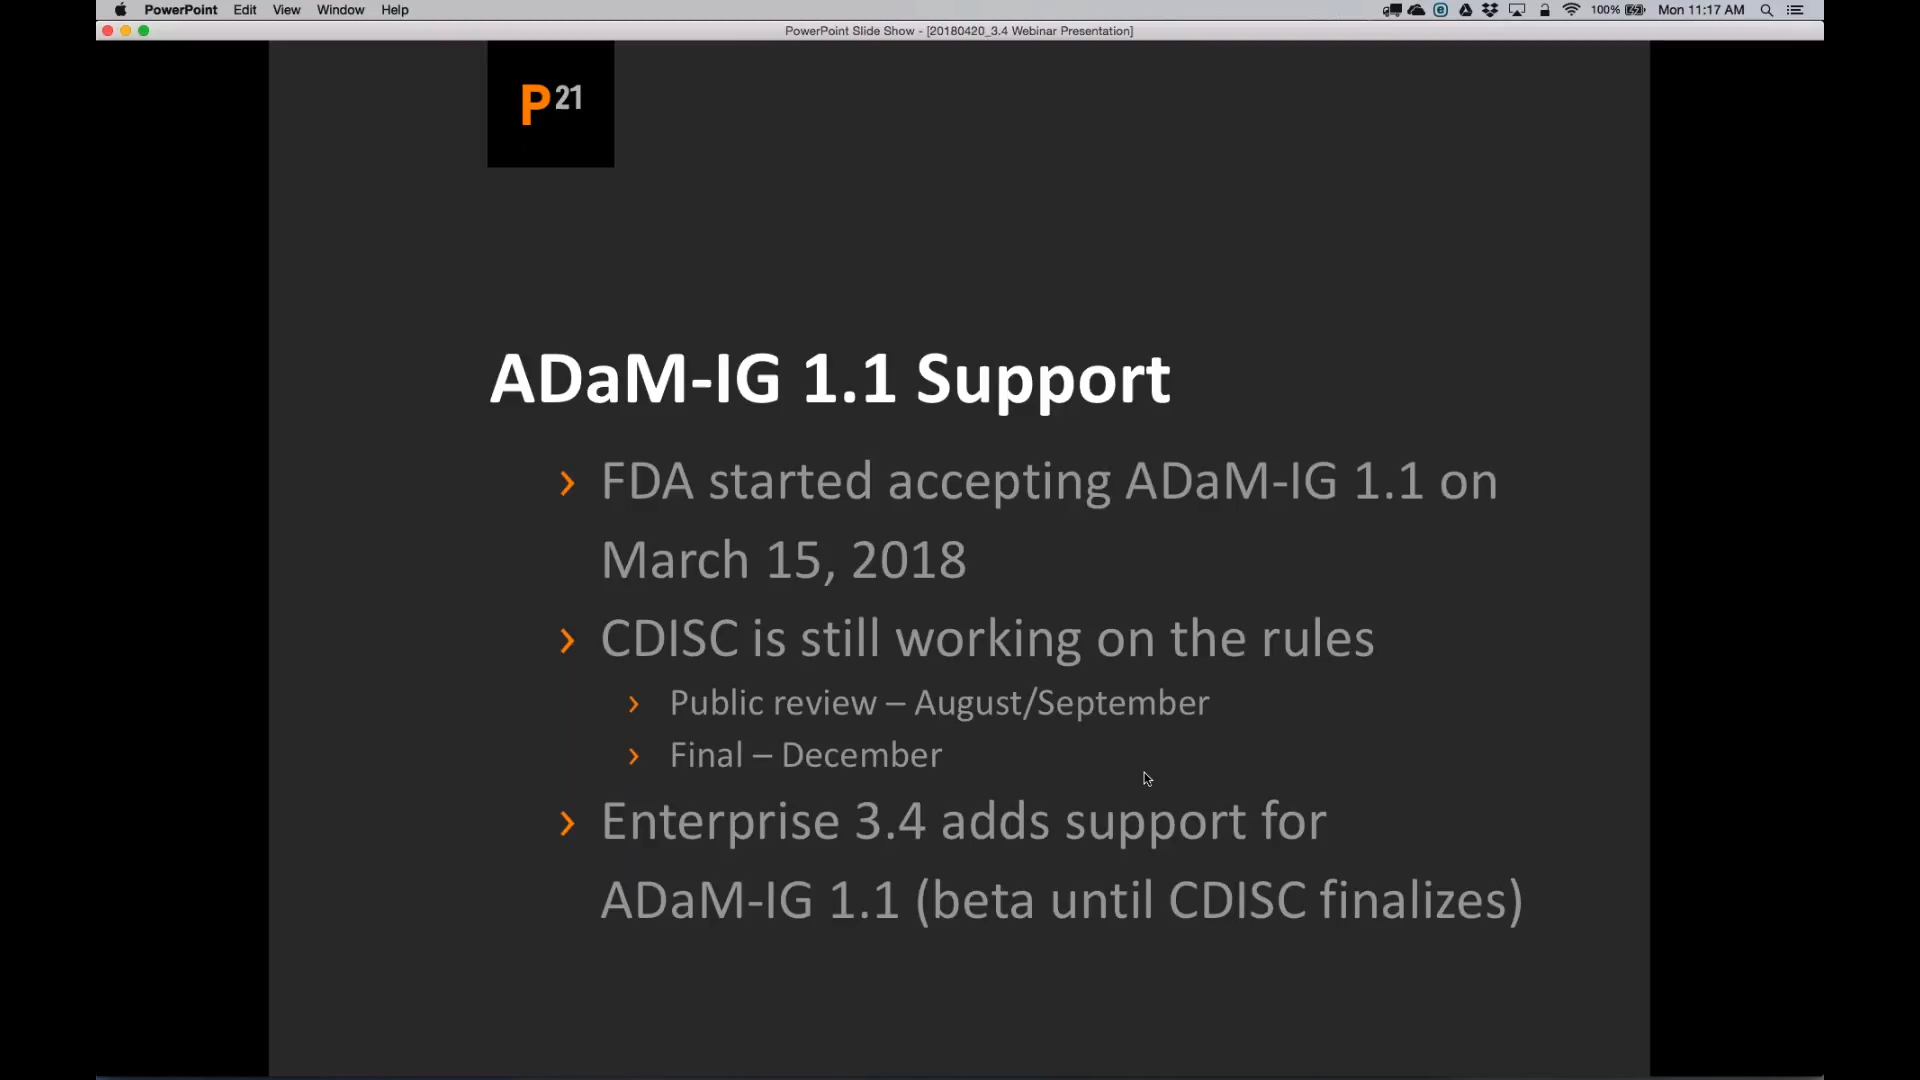 PowerPoint Edit View Window Help 100% Mon 11:17 AM
PowerPoint Slide Show - [20180420_3.4 Webinar Presentation]
P21
ADaM-IG 1.1 Support
› FDA started accepting ADaM-IG 1.1 on
March 15, 2018
› CDISC is still working on the rules
› Public review – August/September
› Final – December
› Enterprise 3.4 adds support for
ADaM-IG 1.1 (beta until CDISC finalizes)